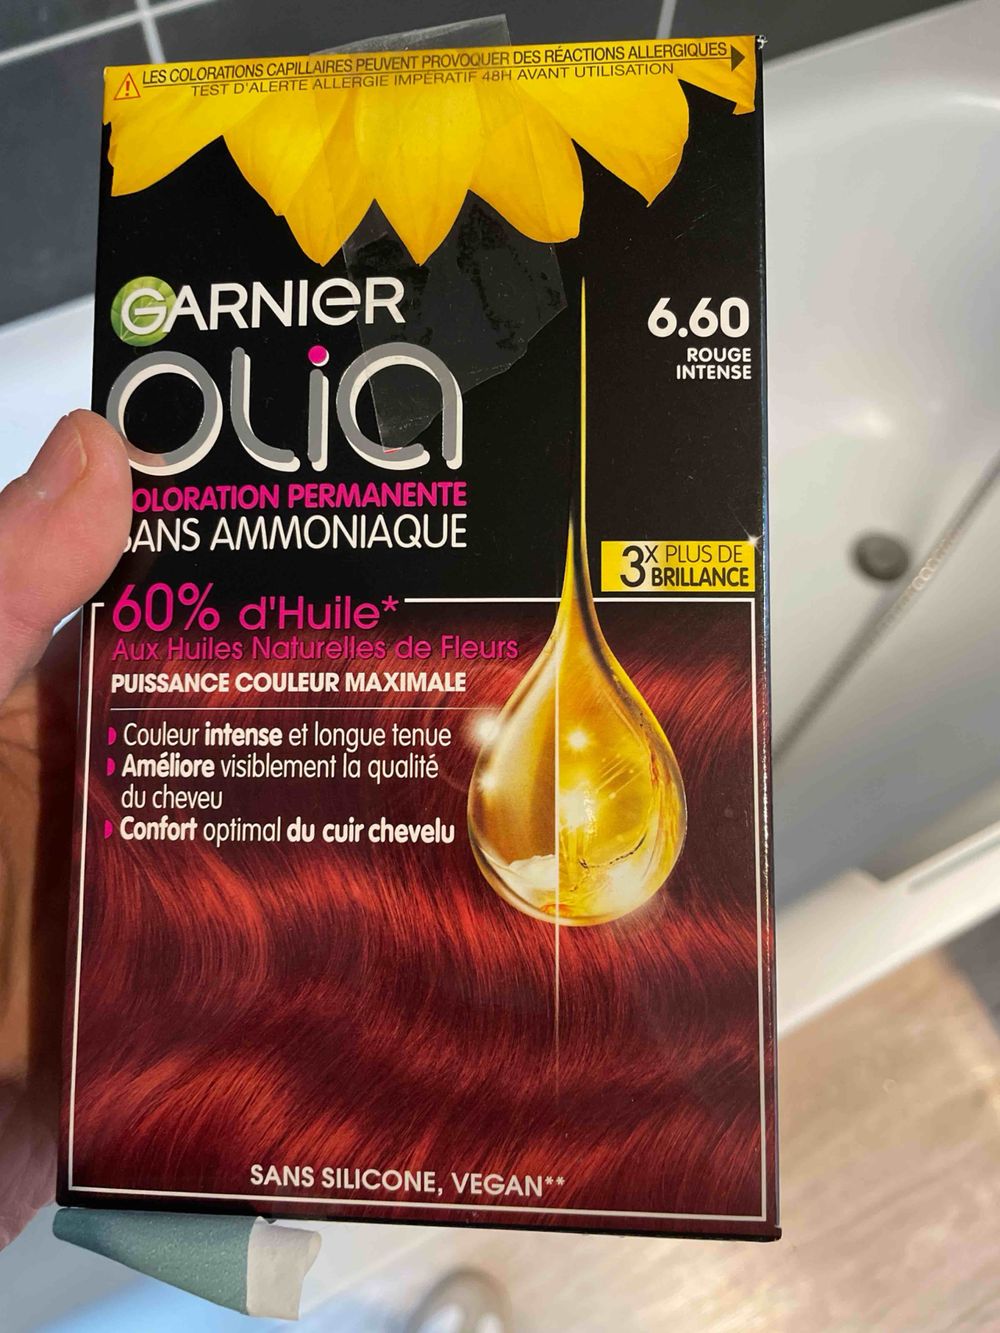 LES COLORATIONS CAPILLAIRES PEUVENT PROVOQUER DES RÉACTIONS ALLERGIQUES
TEST D'ALERTE ALLERGIE IMPÉRATIF 48H AVANT UTILISATION
GARNIER
OLIA
6.60
ROUGE
INTENSE
OLORATION PERMANENTE
SANS AMMONIAQUE
3X PLUS DE
BRILLANCE
60% d'Huile*
Aux Huiles Naturelles de Fleurs
PUISSANCE COULEUR MAXIMALE
Couleur intense et longue tenue
Améliore visiblement la qualité
du cheveu
Confort optimal du cuir chevelu
SANS SILICONE, VEGAN**